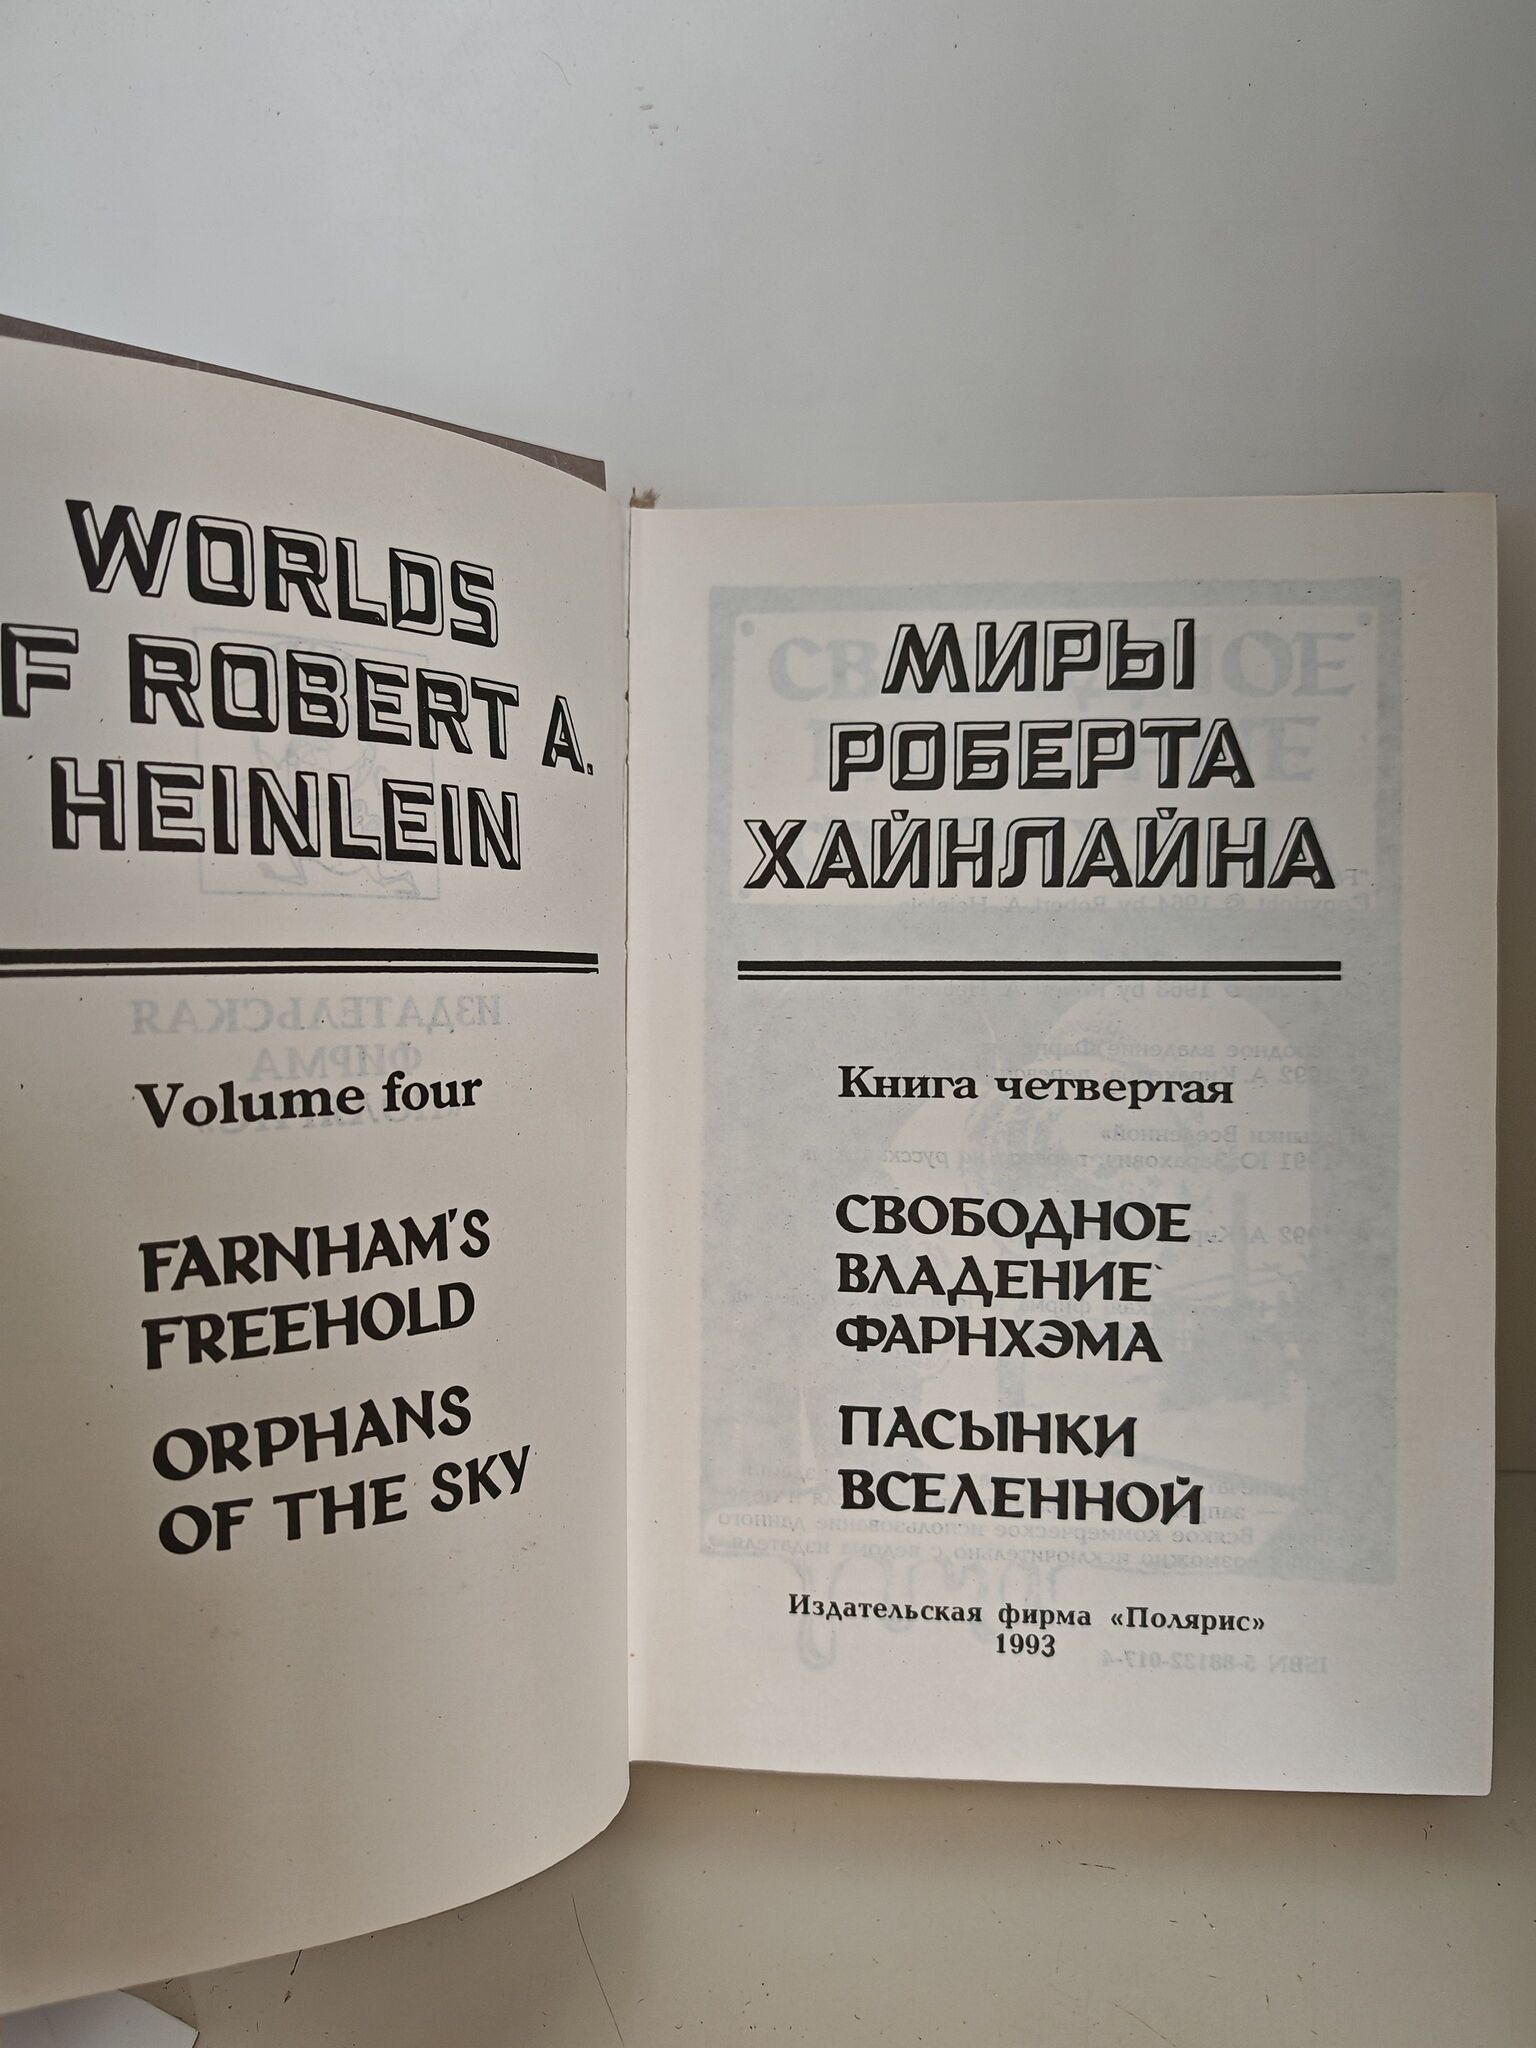 WORLDS
F ROBERT A.
HEINLEIN
Volume four
FARNHAM'S
FREEHOLD
ORPHANS
OF THE SKY
МИРЫ
РОБЕРТА
ХАЙНЛАЙНА
Книга четвертая
СВОБОДНОЕ
ВЛАДЕНИЕ
ФАРНХЭМА
ПАСЫНКИ
ВСЕЛЕННОЙ
Издательская фирма «Полярис»
1993